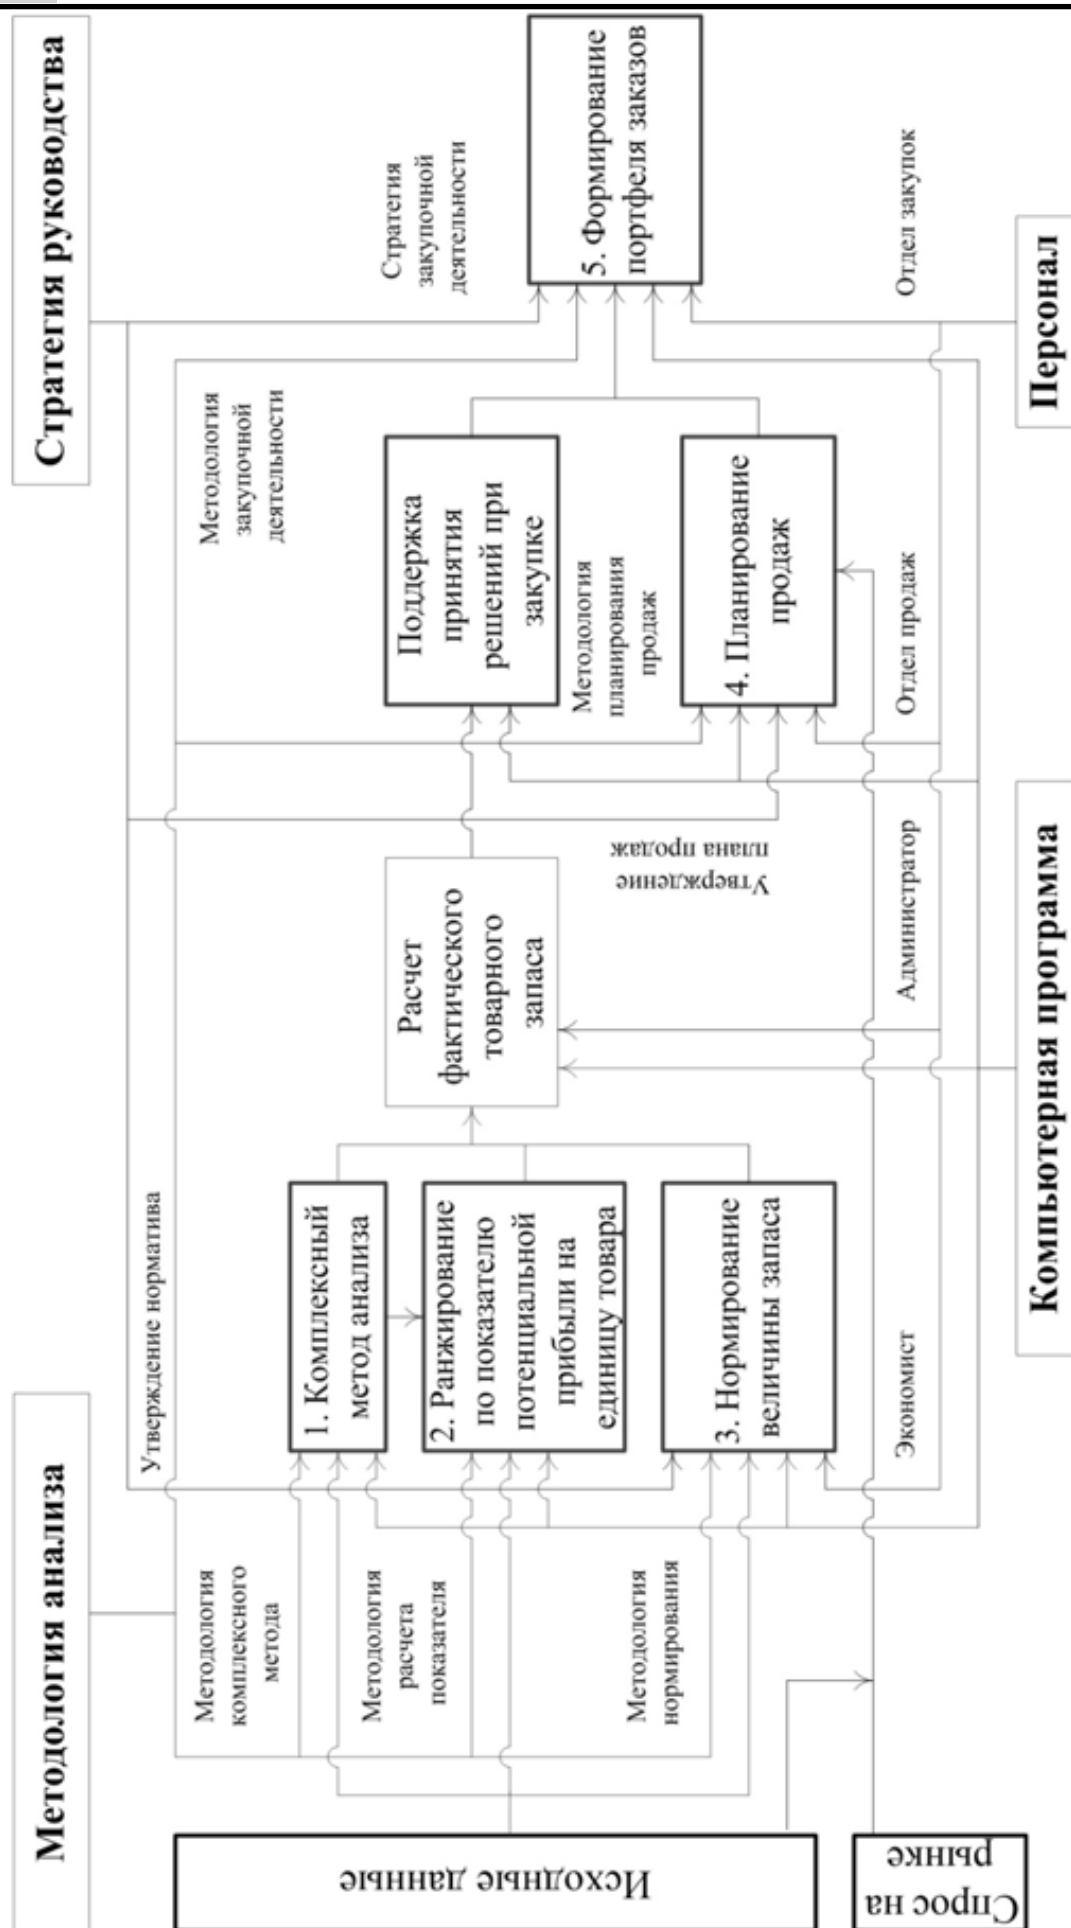 Методология анализа
Стратегия руководства
Утверждение норматива
Методология
закупочной
деятельности
Стратегия
закупочной
деятельности
Методология
комплексного
метода
Методология
расчета
показателя
Методология
нормирования
Исходные данные
Спрос на
рынке
1. Комплексный
метод анализа
2. Ранжирование
по показателю
потенциальной
прибыли на
единицу товара
3. Нормирование
величины запаса
Расчет
фактического
товарного
запаса
Утверждение
плана продаж
Поддержка
принятия
решений при
закупке
Методология
планирования
продаж
4. Планирование
продаж
5. Формирование
портфеля заказов
Экономист
Администратор
Отдел продаж
Отдел закупок
Компьютерная программа
Персонал